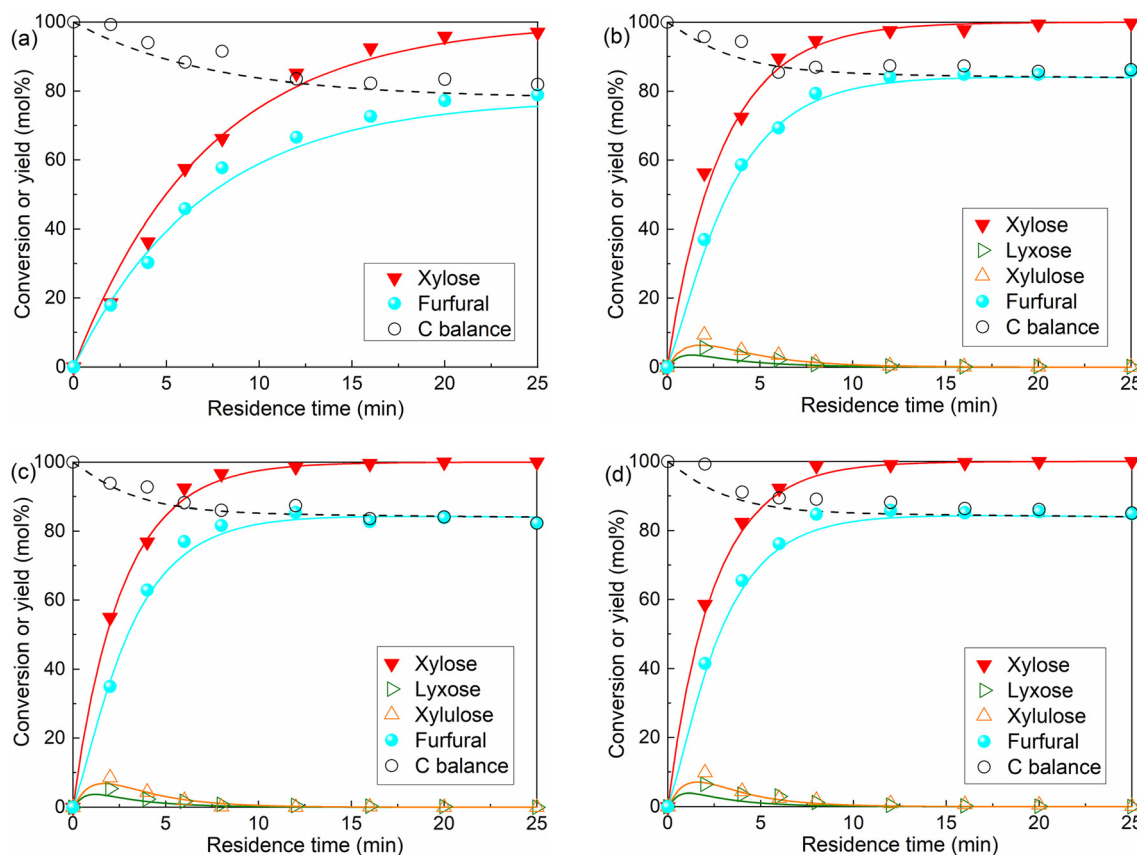 (a)
Conversion or yield (mol%)
100
80
60
40
20
0
Xylose
Furfural
C balance
0 5 10 15 20 25
Residence time (min)
(b)
Conversion or yield (mol%)
100
80
60
40
20
0
Xylose
Lyxose
Xylulose
Furfural
C balance
0 5 10 15 20 25
Residence time (min)
(c)
Conversion or yield (mol%)
100
80
60
40
20
0
Xylose
Lyxose
Xylulose
Furfural
C balance
0 5 10 15 20 25
Residence time (min)
(d)
Conversion or yield (mol%)
100
80
60
40
20
0
Xylose
Lyxose
Xylulose
Furfural
C balance
0 5 10 15 20 25
Residence time (min)